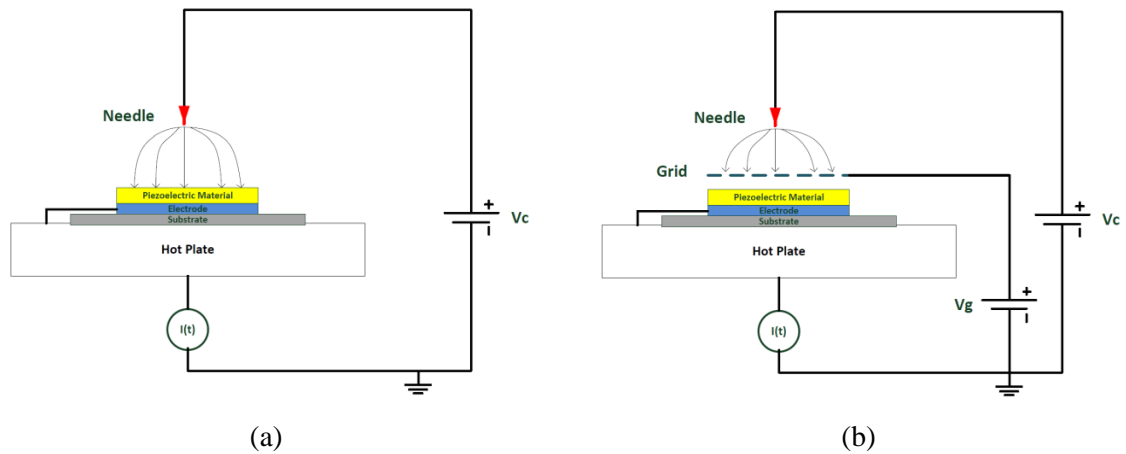 Needle
Piezoelectric Material
Electrode
Substrate
Hot Plate
I(t)
+
Vc
I
(a)
Needle
Grid
Piezoelectric Material
Electrode
Substrate
Hot Plate
I(t)
+
Vg
I
+
Vc
I
(b)